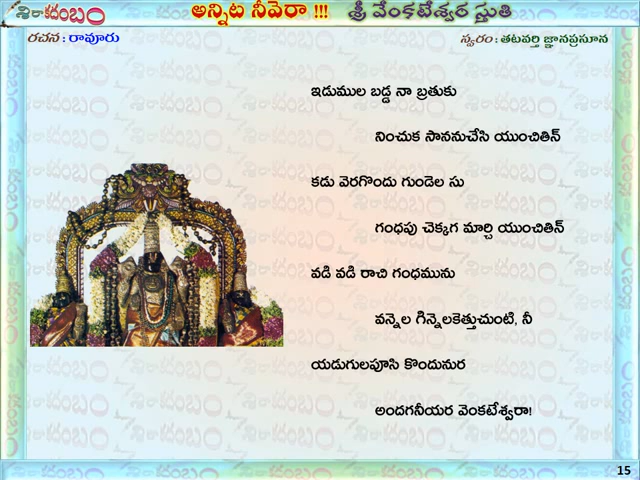 శిరాకదంబం అన్నిట నీవెరా !!! శ్రీ వేంకటేశ్వర స్తుతి
రచన : రావూరు స్వరం : తటవర్తి జ్ఞానప్రసూన
ఇడుముల బడ్డ నా బ్రతుకు
నించుక సాననుచేసి యుంచితిన్
కడు వెరగొందు గుండెల సు
గంధపు చెక్కగ మార్చి యుంచితిన్
వడి వడి రాచి గంధమును
వన్నెల గిన్నెలకెత్తుచుంటి, నీ
యడుగులపూసి కొందునుర
అందగనీయర వెంకటేశ్వరా!
15